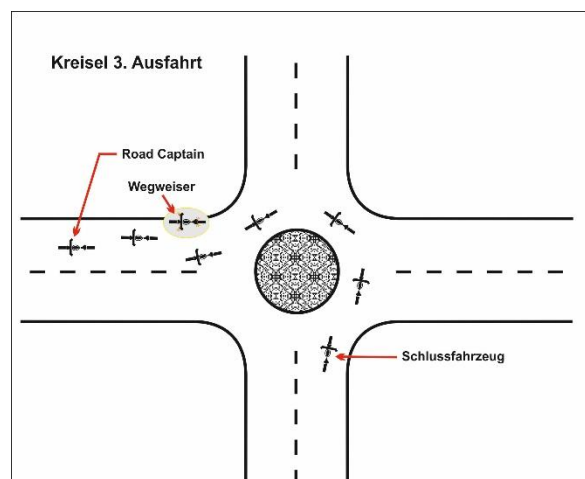 Kreisel 3. Ausfahrt
Road Captain
Wegweiser
Schlussfahrzeug